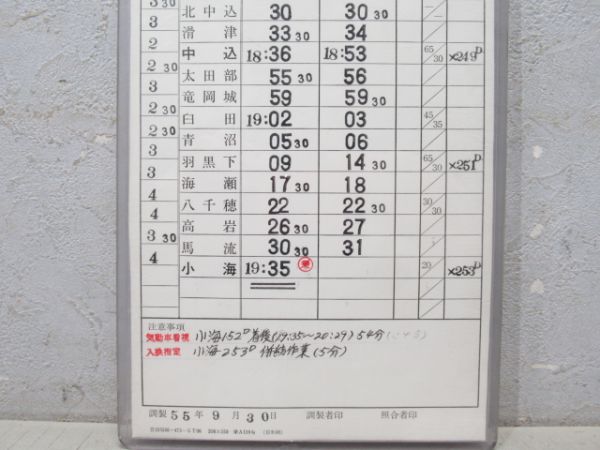 3 30 北中込 30 30 30
3 滑津 33 30 34
2 中込 18:36 18:53 65 30 ×249D
2 30 太田部 55 30 56
2 30 竜岡城 59 59 30
2 30 臼田 19:02 03 45 35
3 青沼 05 30 06
3 羽黒下 09 14 30 65 30 ×251D
3 海瀬 17 30 18
4 八千穂 22 22 30 30 30
4 高岩 26 30 27
3 30 馬流 30 30 31
4 小海 19:35 20 ×253D
注意事項
気動車看視 小海152D着後(19:35〜20:29)54分
入換指定 小海253D併結作業(5分)
調製55年9月30日 調製者印 照合者印